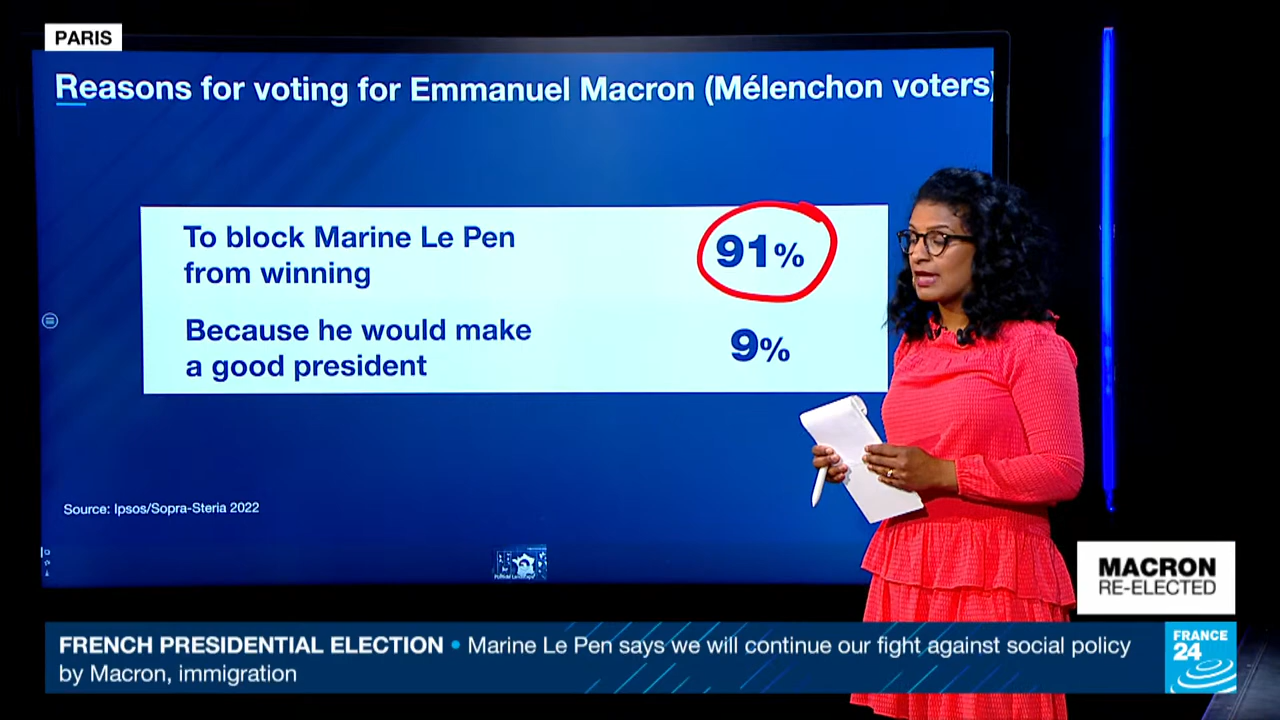 PARIS
Reasons for voting for Emmanuel Macron (Mélenchon voters)
To block Marine Le Pen
from winning
91%
Because he would make
a good president
9%
Source: Ipsos/Sopra-Steria 2022
MACRON
RE-ELECTED
FRENCH PRESIDENTIAL ELECTION • Marine Le Pen says we will continue our fight against social policy
by Macron, immigration
FRANCE
24